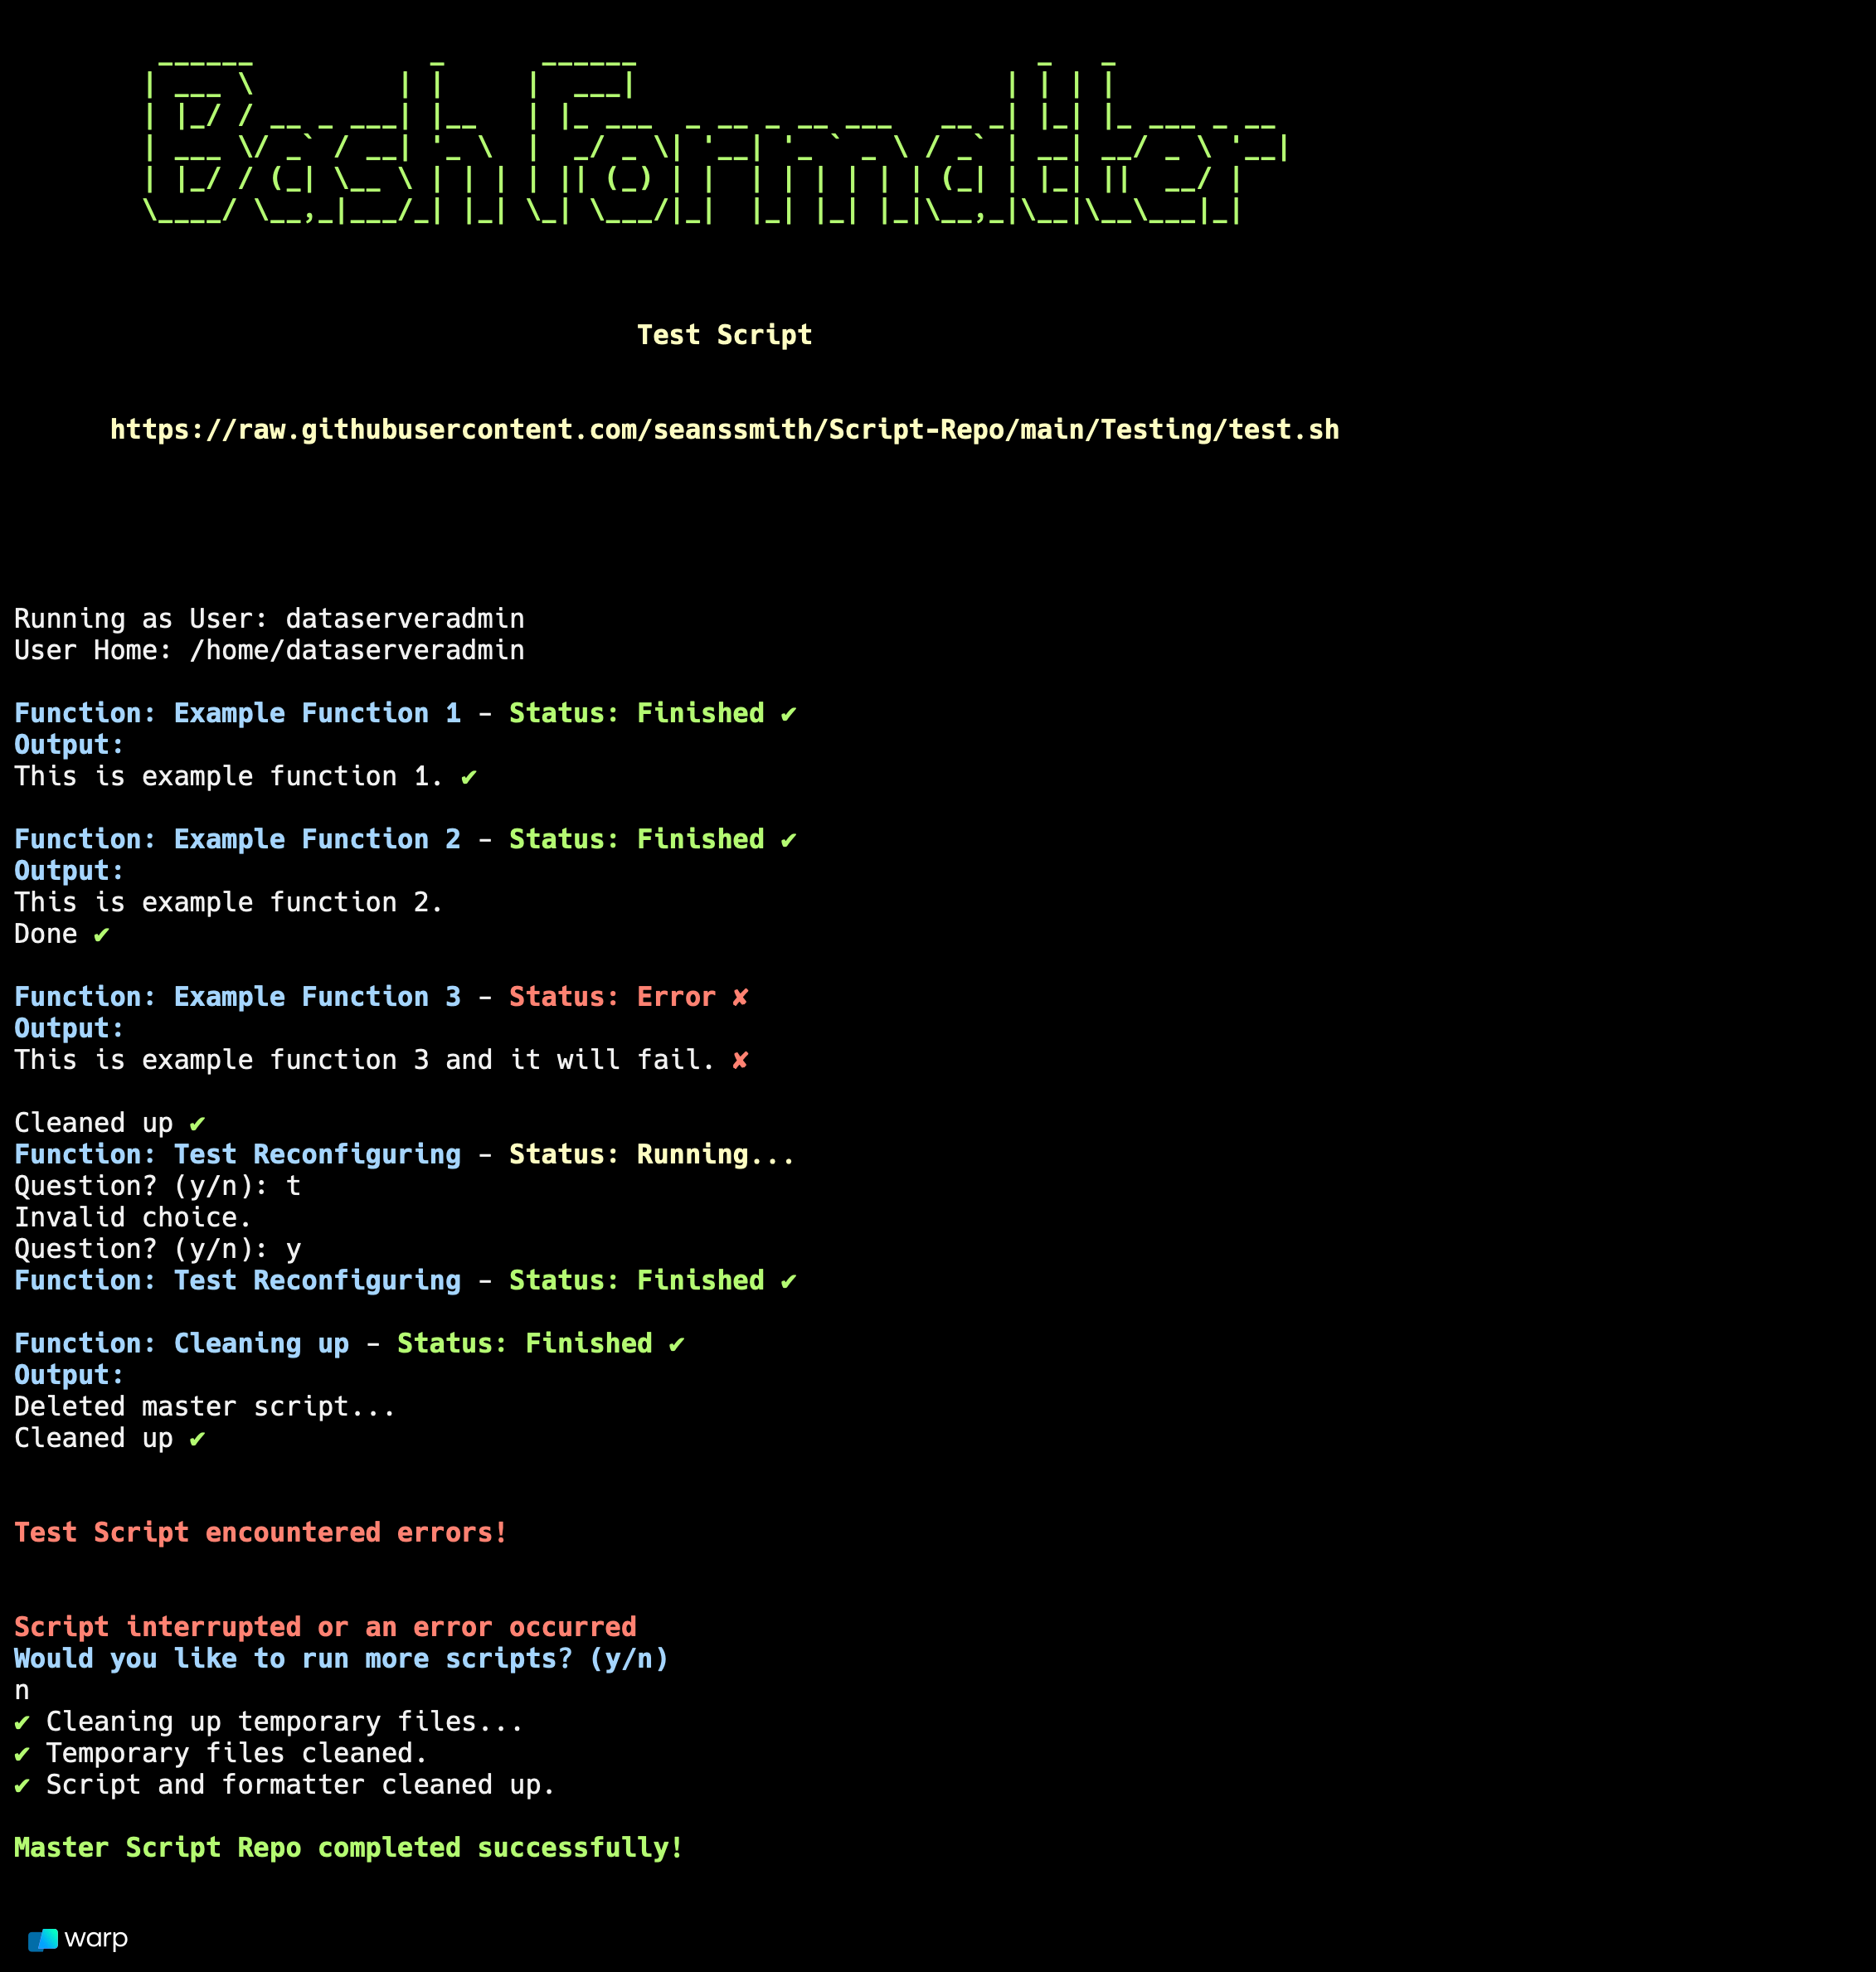 Bash Formatter
Test Script
https://raw.githubusercontent.com/seanssmith/Script-Repo/main/Testing/test.sh
Running as User: dataserveradmin
User Home: /home/dataserveradmin
Function: Example Function 1 - Status: Finished ✔
Output:
This is example function 1. ✔
Function: Example Function 2 - Status: Finished ✔
Output:
This is example function 2.
Done ✔
Function: Example Function 3 - Status: Error ✘
Output:
This is example function 3 and it will fail. ✘
Cleaned up ✔
Function: Test Reconfiguring - Status: Running...
Question? (y/n): t
Invalid choice.
Question? (y/n): y
Function: Test Reconfiguring - Status: Finished ✔
Function: Cleaning up - Status: Finished ✔
Output:
Deleted master script...
Cleaned up ✔
Test Script encountered errors!
Script interrupted or an error occurred
Would you like to run more scripts? (y/n)
n
✔ Cleaning up temporary files...
✔ Temporary files cleaned.
✔ Script and formatter cleaned up.
Master Script Repo completed successfully!
warp